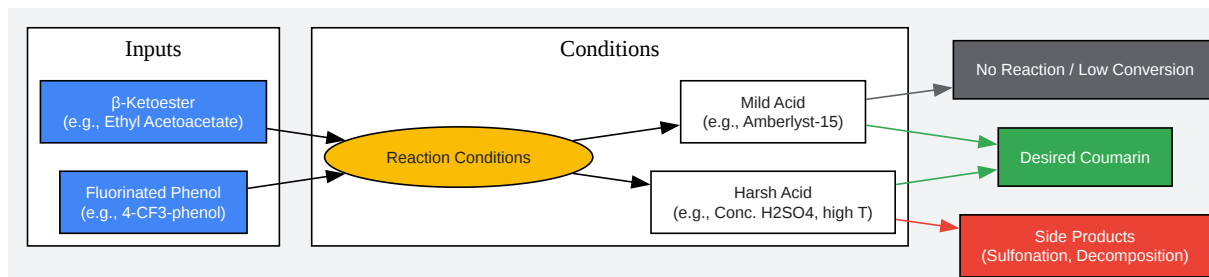 Inputs
β-Ketoester
(e.g., Ethyl Acetoacetate)
Fluorinated Phenol
(e.g., 4-CF3-phenol)
Conditions
Reaction Conditions
Mild Acid
(e.g., Amberlyst-15)
Harsh Acid
(e.g., Conc. H2SO4, high T)
No Reaction / Low Conversion
Desired Coumarin
Side Products
(Sulfonation, Decomposition)